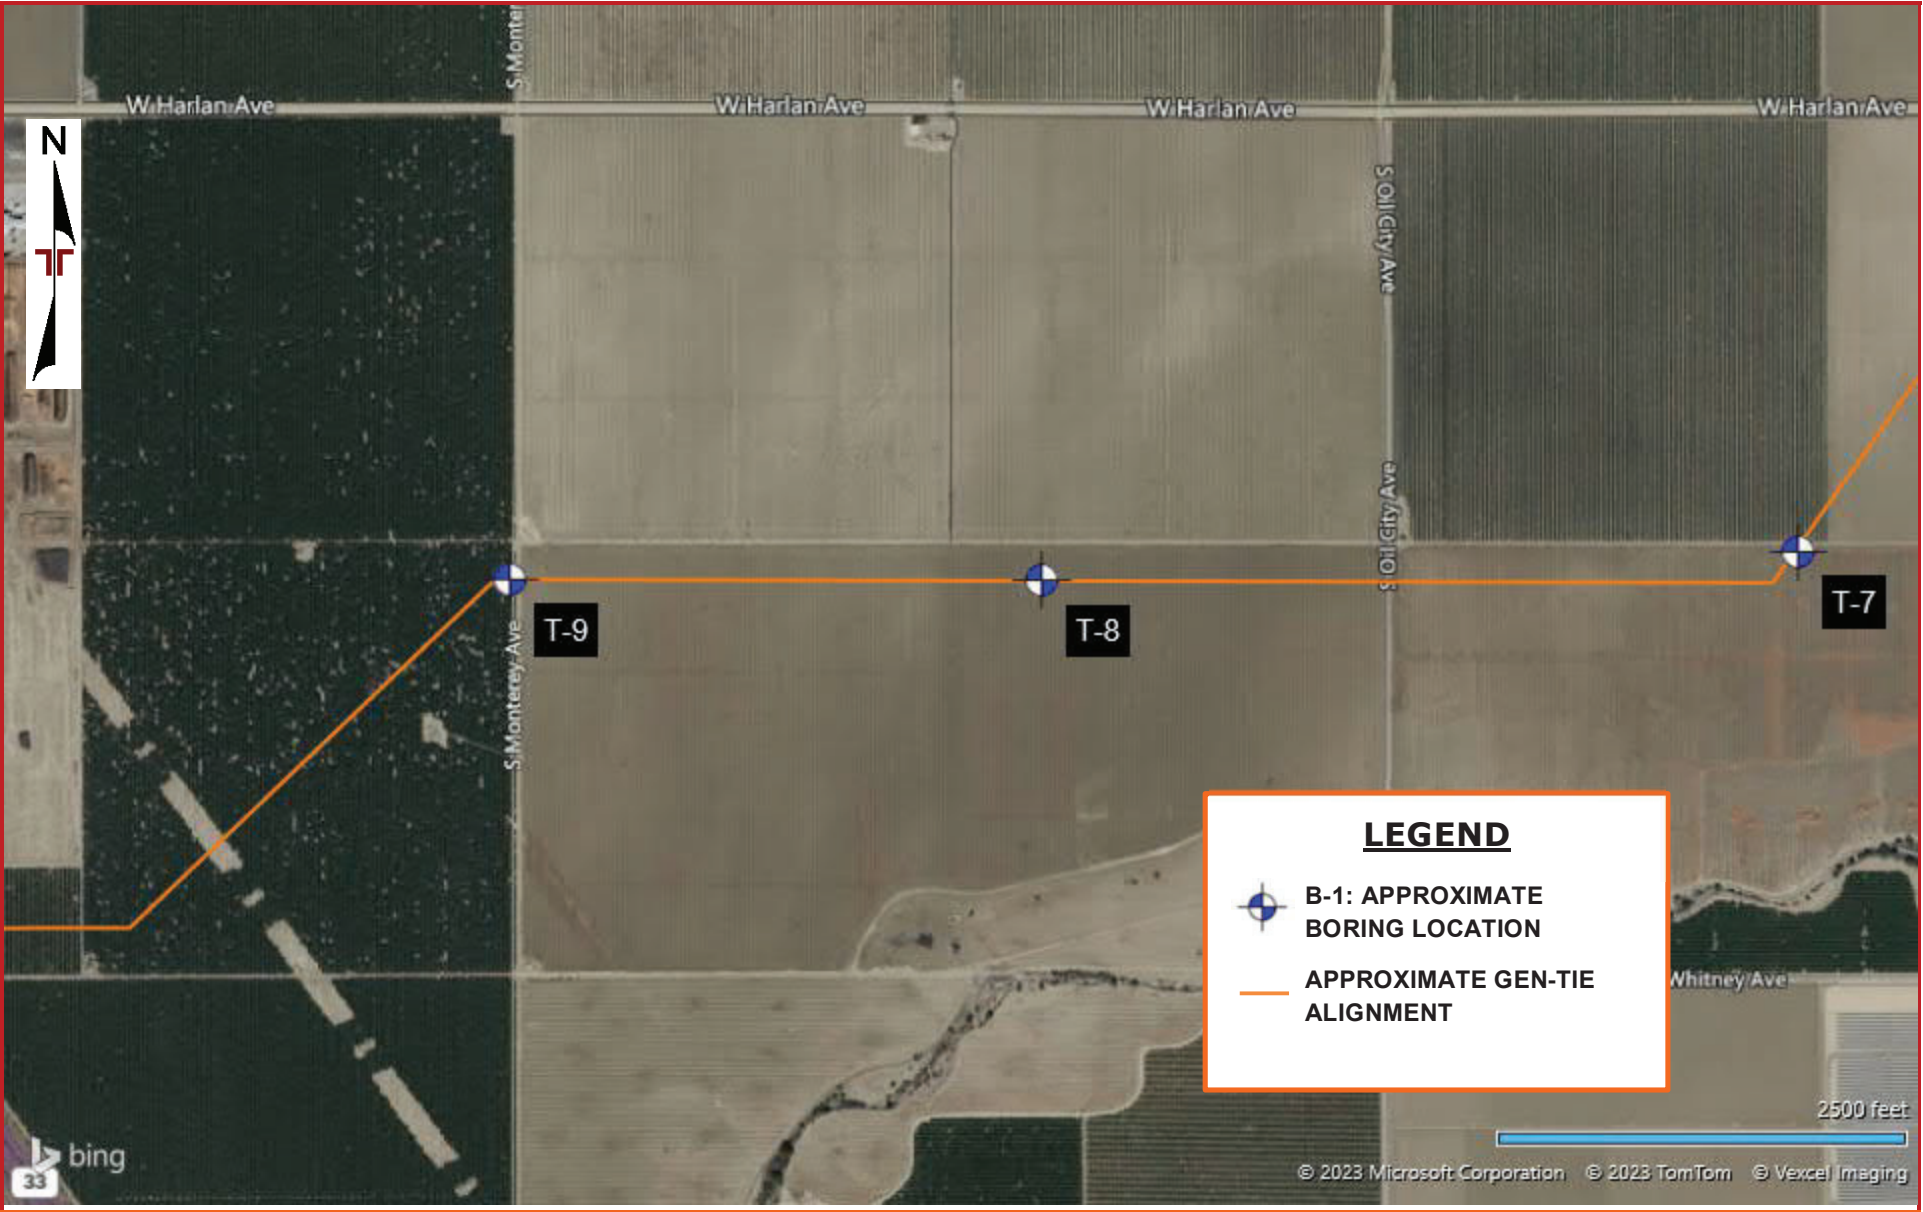 S Monte
W Harlan Ave
W Harlan Ave
W Harlan Ave
W Harlan Ave
N
S Oil City Ave
S Oil City Ave
T-9
T-8
T-7
S Monterey Ave
LEGEND
B-1: APPROXIMATE
BORING LOCATION
APPROXIMATE GEN-TIE
ALIGNMENT
Whitney Ave
2500 feet
bing
33
© 2023 Microsoft Corporation © 2023 TomTom © Vexcel Imaging